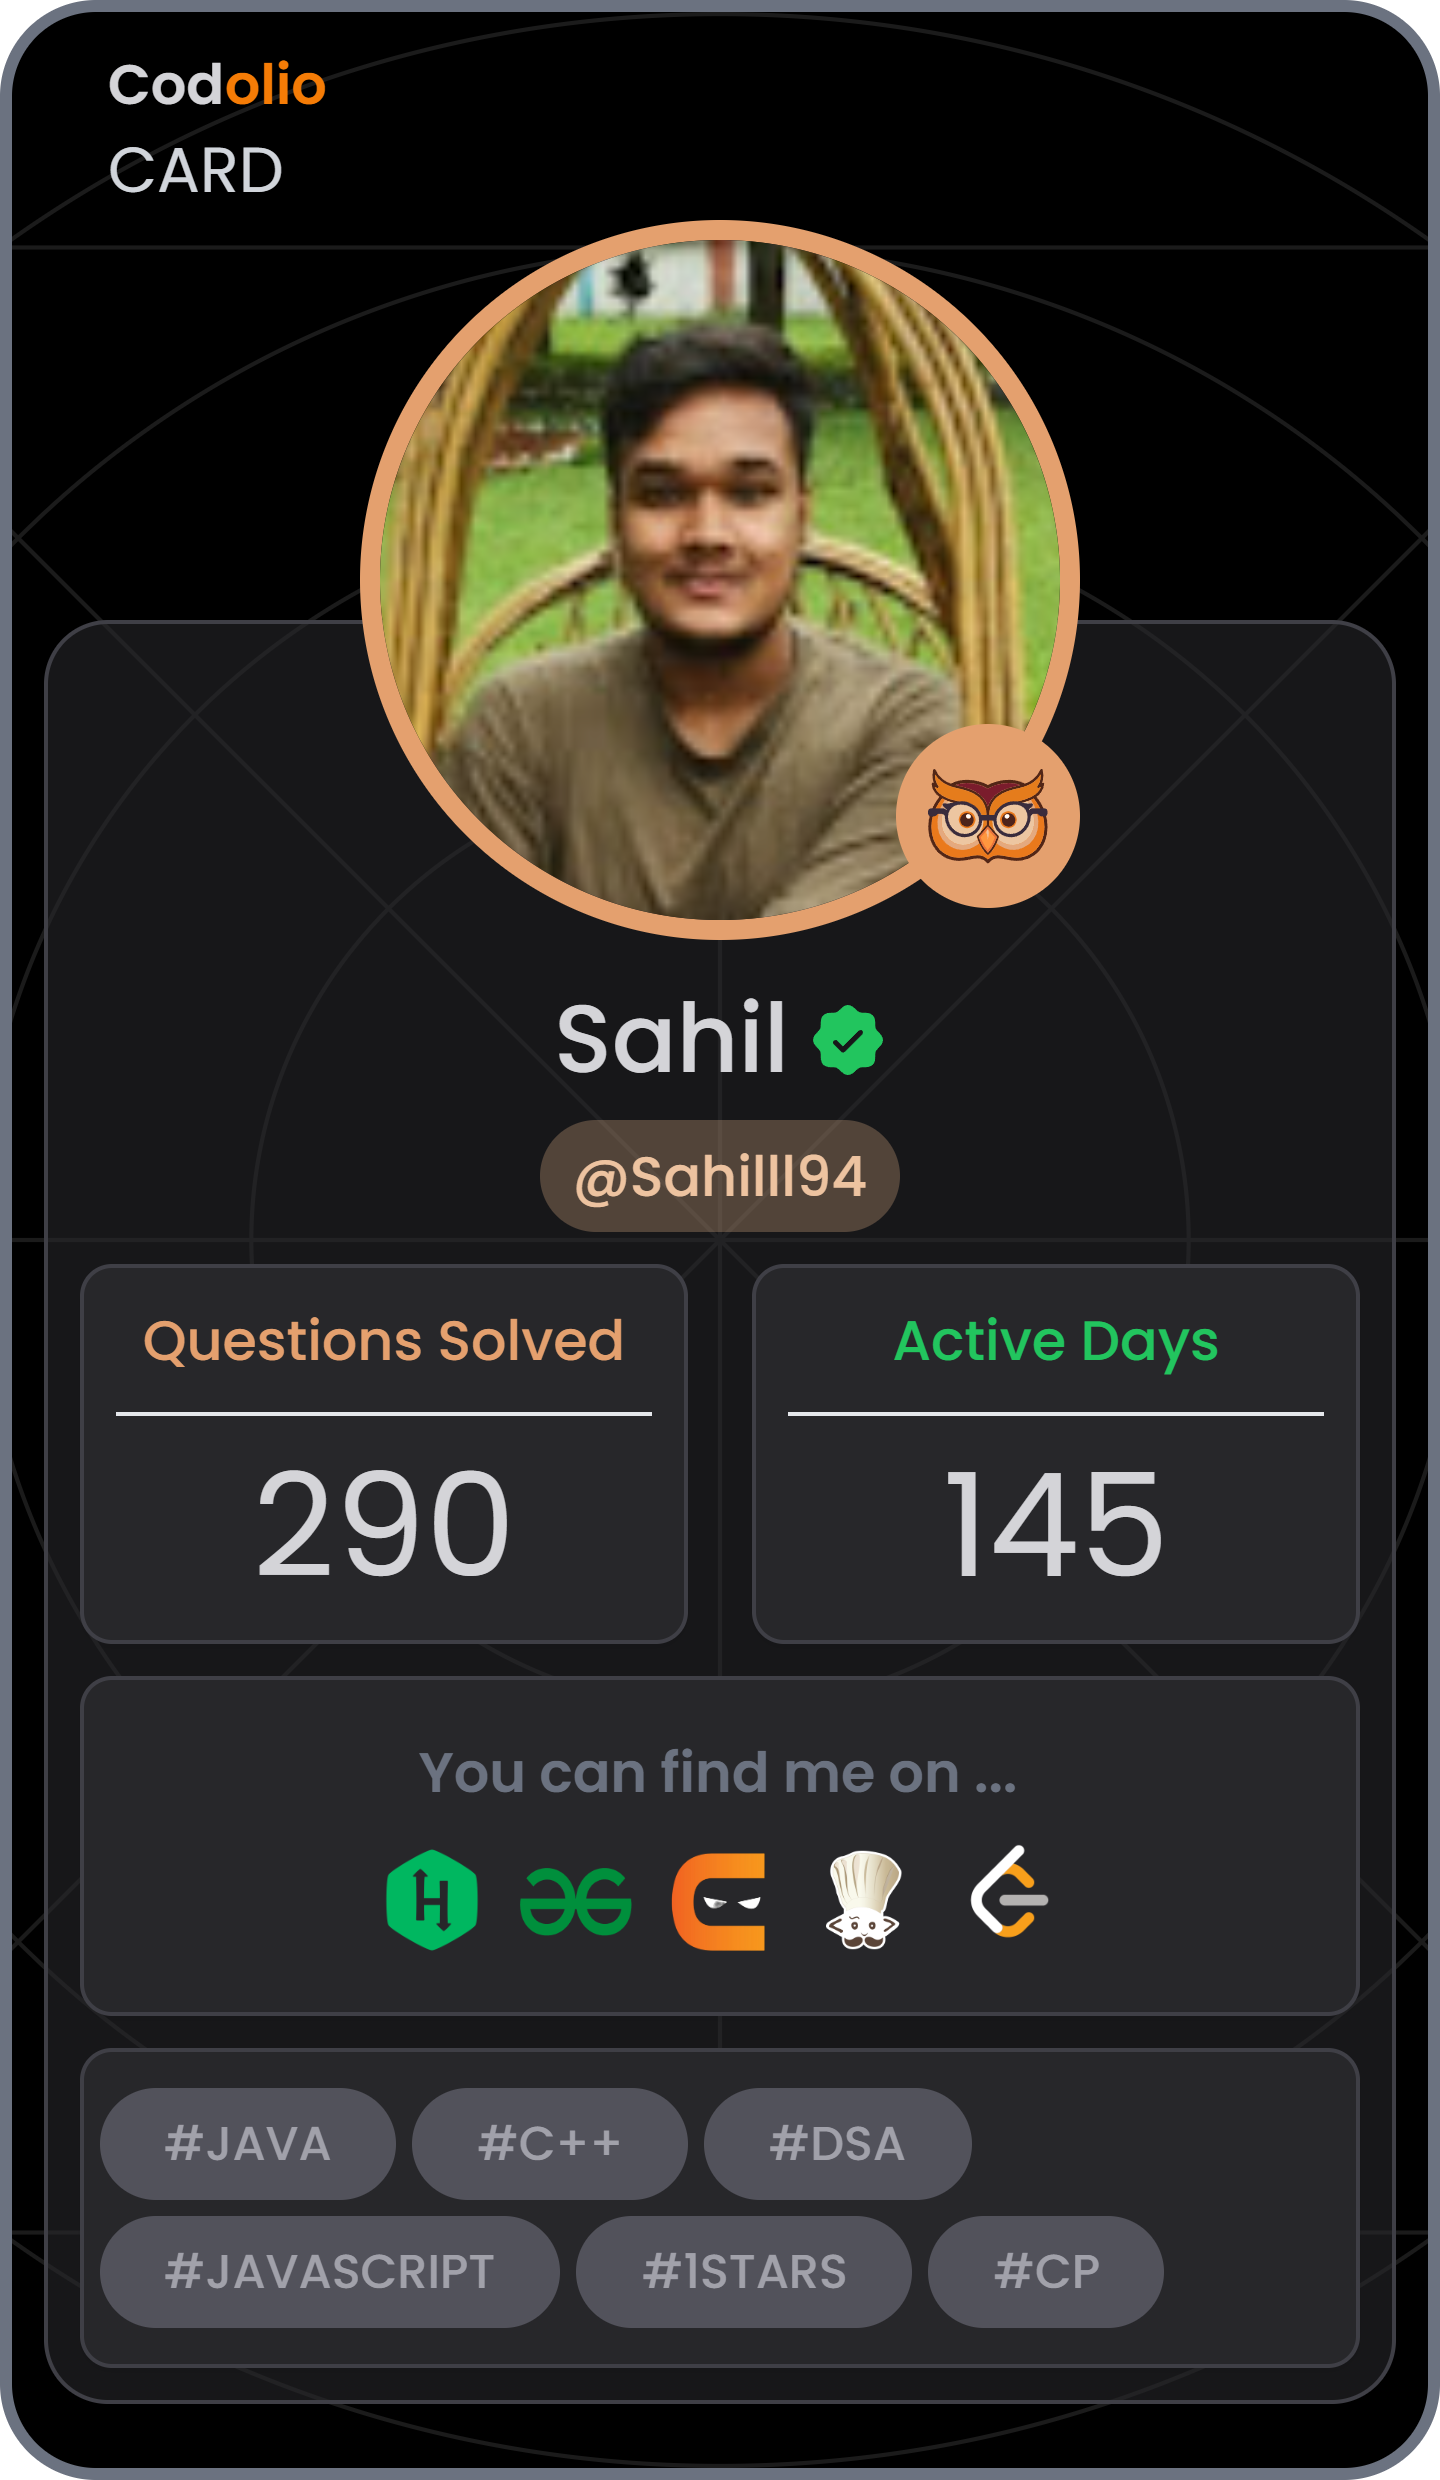 Codolio
CARD
Sahil
@Sahilll94
Questions Solved
290
Active Days
145
You can find me on ...
#JAVA #C++ #DSA
#JAVASCRIPT #1STARS #CP